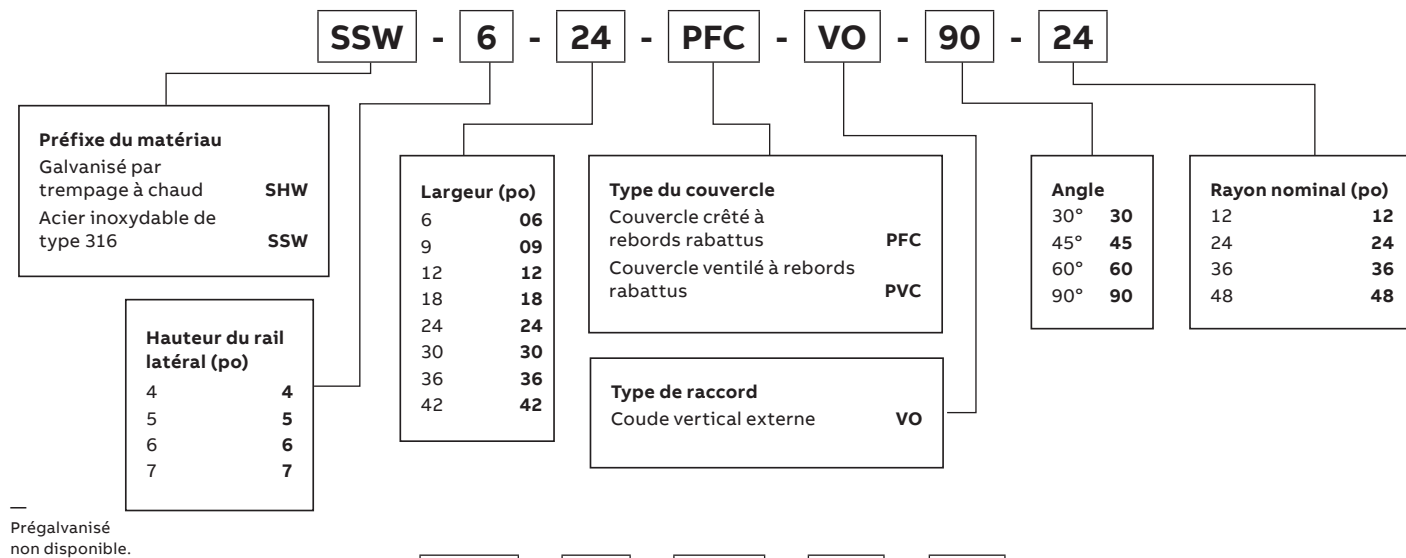 SSW - 6 - 24 - PFC - VO - 90 - 24
Préfixe du matériau
Galvanisé par
trempage à chaud SHW
Acier inoxydable de
type 316 SSW
Hauteur du rail
latéral (po)
4 4
5 5
6 6
7 7
Largeur (po)
6 06
9 09
12 12
18 18
24 24
30 30
36 36
42 42
Type du couvercle
Couvercle crêté à
rebords rabattus PFC
Couvercle ventilé à rebords
rabattus PVC
Type de raccord
Coude vertical externe VO
Angle
30° 30
45° 45
60° 60
90° 90
Rayon nominal (po)
12 12
24 24
36 36
48 48
—
Prégalvanisé
non disponible.